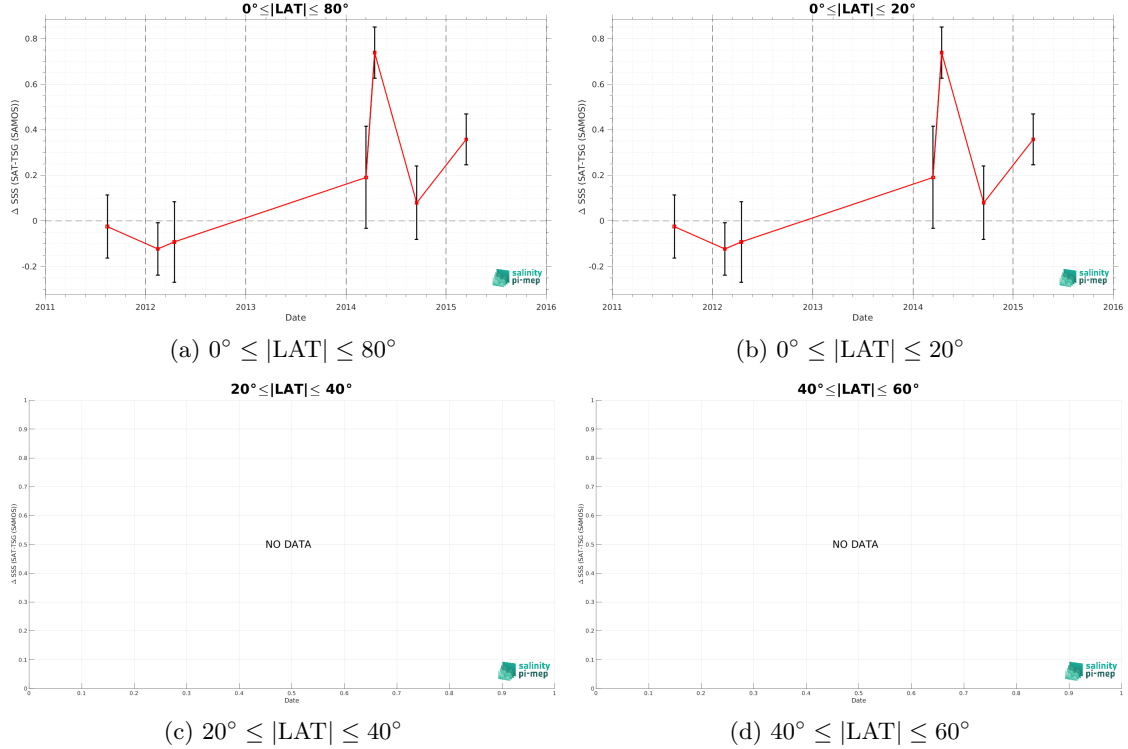 0°≤|LAT|≤ 80°
Δ SSS (SAT-TSG (SAMOS))
0.8
0.6
0.4
0.2
0
-0.2
2011 2012 2013 2014 2015 2016
Date
salinity
pi-mep
(a) 0° ≤ |LAT| ≤ 80°
0°≤|LAT|≤ 20°
Δ SSS (SAT-TSG (SAMOS))
0.8
0.6
0.4
0.2
0
-0.2
2011 2012 2013 2014 2015 2016
Date
salinity
pi-mep
(b) 0° ≤ |LAT| ≤ 20°
20°≤|LAT|≤ 40°
Δ SSS (SAT-TSG (SAMOS))
1
0.9
0.8
0.7
0.6
0.5
0.4
0.3
0.2
0.1
0
NO DATA
0 0.1 0.2 0.3 0.4 0.5 0.6 0.7 0.8 0.9 1
Date
salinity
pi-mep
(c) 20° ≤ |LAT| ≤ 40°
40°≤|LAT|≤ 60°
Δ SSS (SAT-TSG (SAMOS))
1
0.9
0.8
0.7
0.6
0.5
0.4
0.3
0.2
0.1
0
NO DATA
0 0.1 0.2 0.3 0.4 0.5 0.6 0.7 0.8 0.9 1
Date
salinity
pi-mep
(d) 40° ≤ |LAT| ≤ 60°